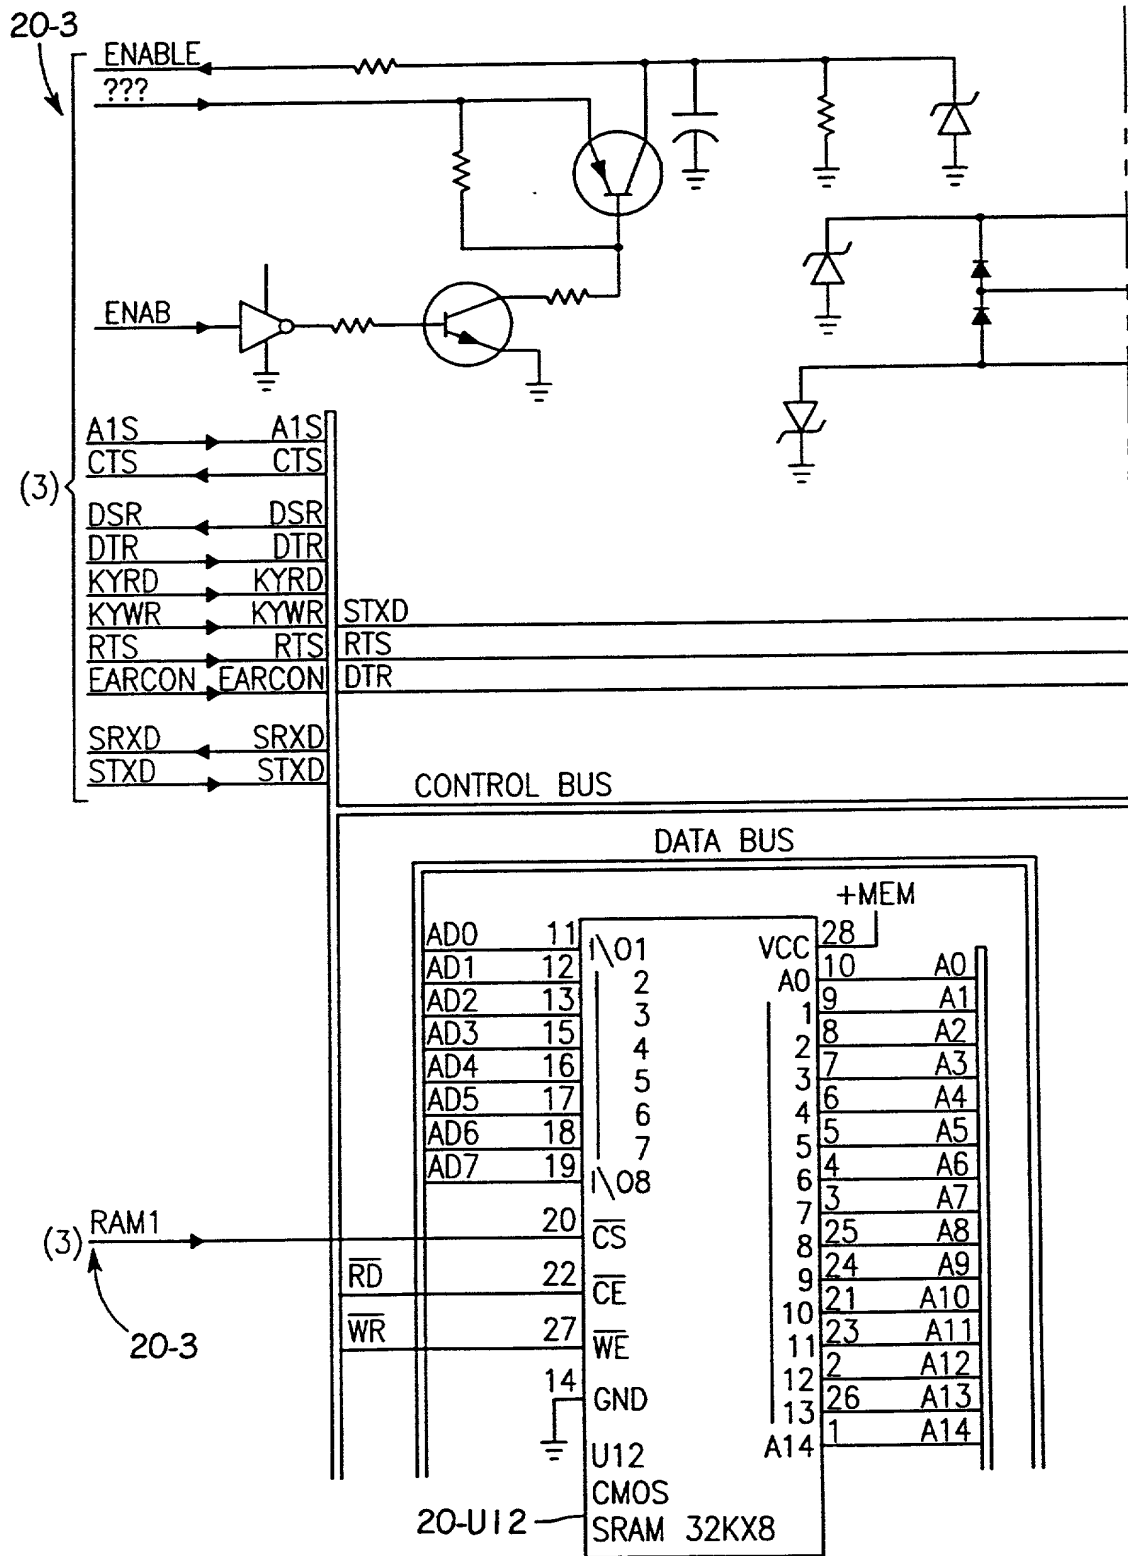 20-3
ENABLE
???
ENAB
(3)
A1S A1S
CTS CTS
DSR DSR
DTR DTR
KYRD KYRD
KYWR KYWR STXD
RTS RTS RTS
EARCON EARCON DTR
SRXD SRXD
STXD STXD
CONTROL BUS
DATA BUS
+MEM
AD0 11 I\O1 VCC 28
AD1 12 2 A0 10 A0
AD2 13 3 1 9 A1
AD3 15 4 2 8 A2
AD4 16 5 3 7 A3
AD5 17 6 4 6 A4
AD6 18 7 5 5 A5
AD7 19 I\O8 6 4 A6
7 3 A7
(3) RAM1 20 CS 8 25 A8
RD 22 CE 9 24 A9
10 21 A10
20-3 WR 27 WE 11 23 A11
12 2 A12
14 GND 13 26 A13
A14 1 A14
U12
CMOS
20-U12 SRAM 32KX8